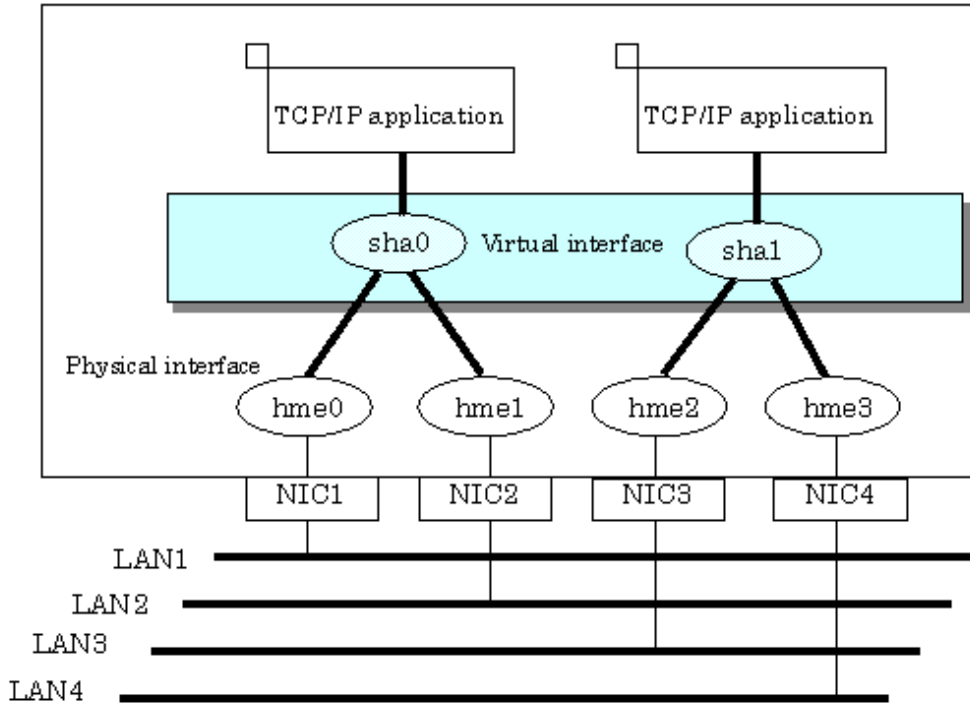 TCP/IP application
TCP/IP application
sha0
Virtual interface
sha1
Physical interface
hme0
hme1
hme2
hme3
NIC1
NIC2
NIC3
NIC4
LAN1
LAN2
LAN3
LAN4